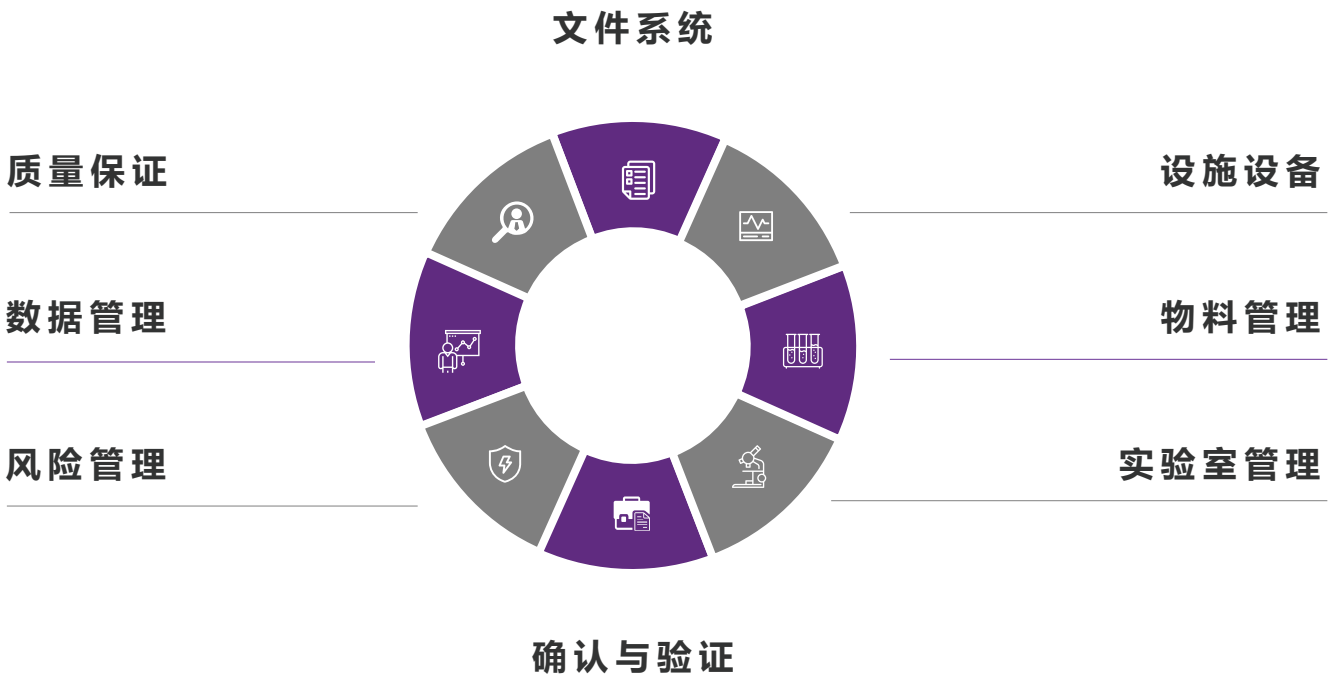 文件系统
质量保证
设施设备
数据管理
物料管理
风险管理
实验室管理
确认与验证